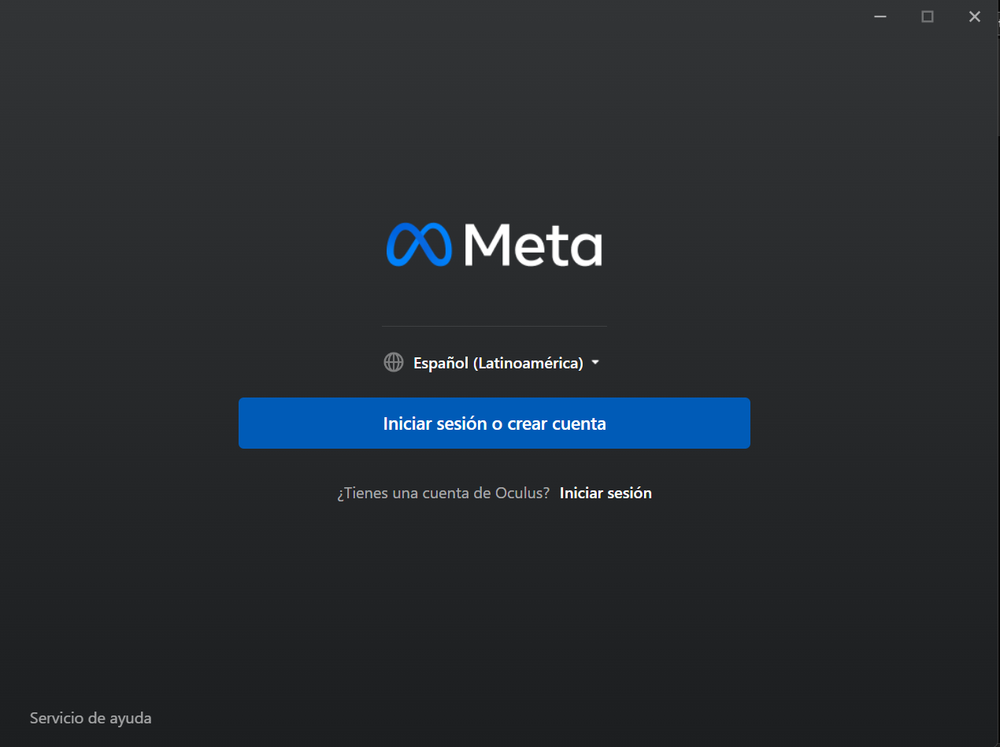 Meta
Español (Latinoamérica)
Iniciar sesión o crear cuenta
¿Tienes una cuenta de Oculus? Iniciar sesión
Servicio de ayuda